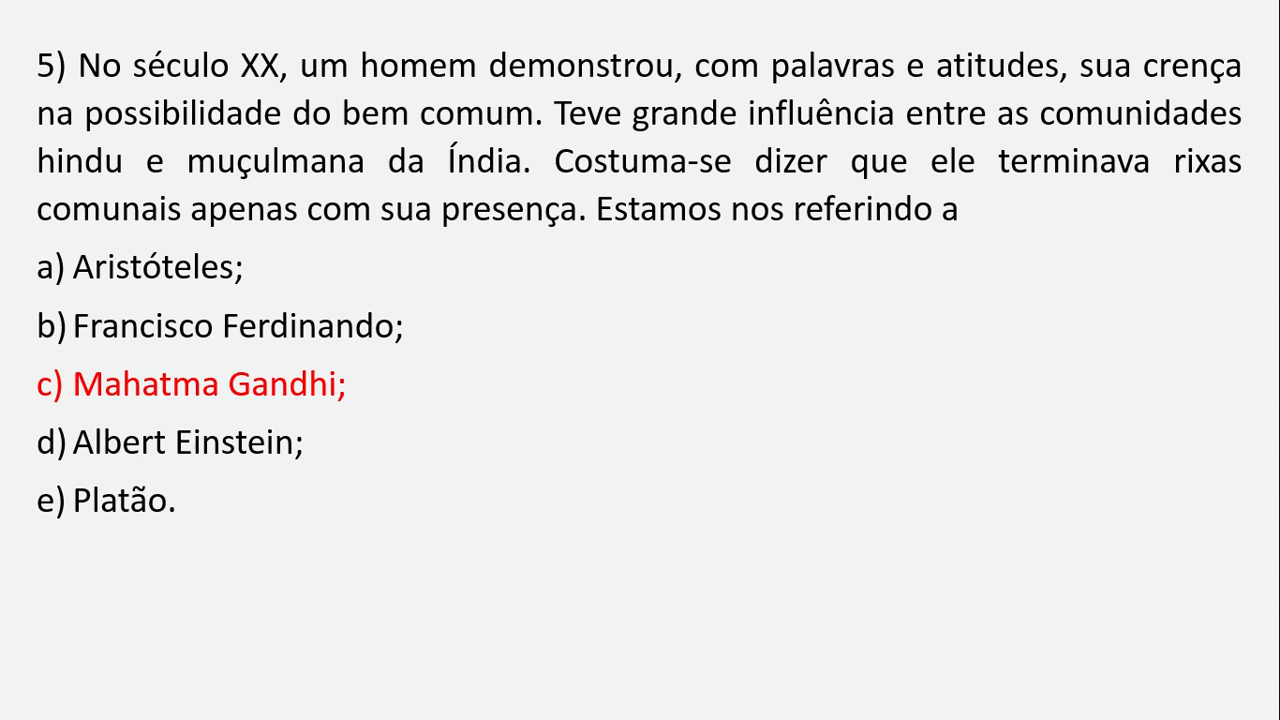 5) No século XX, um homem demonstrou, com palavras e atitudes, sua crença
na possibilidade do bem comum. Teve grande influência entre as comunidades
hindu e muçulmana da Índia. Costuma-se dizer que ele terminava rixas
comunais apenas com sua presença. Estamos nos referindo a
a) Aristóteles;
b) Francisco Ferdinando;
c) Mahatma Gandhi;
d) Albert Einstein;
e) Platão.